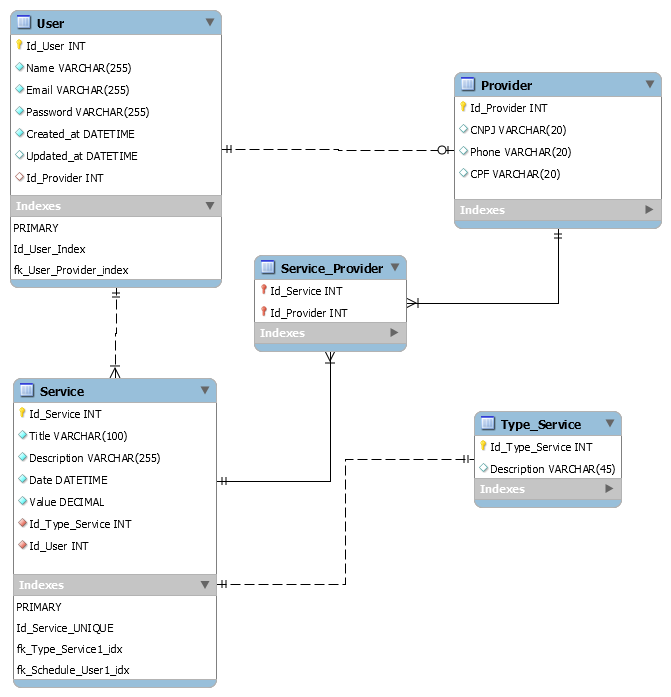 User
Id_User INT
Name VARCHAR(255)
Email VARCHAR(255)
Password VARCHAR(255)
Created_at DATETIME
Updated_at DATETIME
Id_Provider INT
Indexes
PRIMARY
Id_User_Index
fk_User_Provider_index
Provider
Id_Provider INT
CNPJ VARCHAR(20)
Phone VARCHAR(20)
CPF VARCHAR(20)
Indexes
Service_Provider
Id_Service INT
Id_Provider INT
Indexes
Service
Id_Service INT
Title VARCHAR(100)
Description VARCHAR(255)
Date DATETIME
Value DECIMAL
Id_Type_Service INT
Id_User INT
Indexes
PRIMARY
Id_Service_UNIQUE
fk_Type_Service1_idx
fk_Schedule_User1_idx
Type_Service
Id_Type_Service INT
Description VARCHAR(45)
Indexes